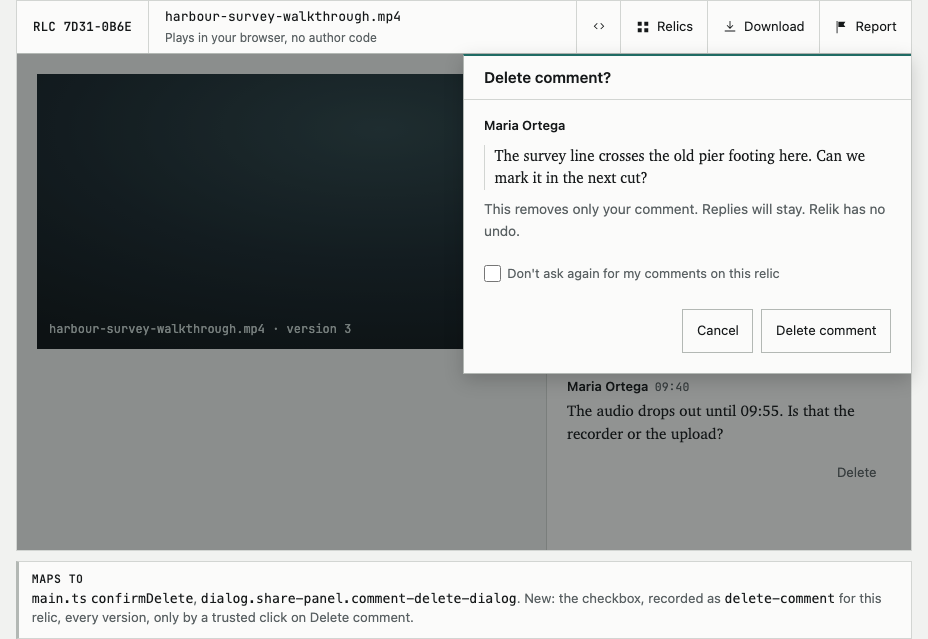 RLC 7D31-0B6E
harbour-survey-walkthrough.mp4
Plays in your browser, no author code
Relics
Download
Report
harbour-survey-walkthrough.mp4 · version 3
Delete comment?
Maria Ortega
The survey line crosses the old pier footing here. Can we
mark it in the next cut?
This removes only your comment. Replies will stay. Relik has no
undo.
Don't ask again for my comments on this relic
Cancel
Delete comment
Maria Ortega 09:40
The audio drops out until 09:55. Is that the
recorder or the upload?
Delete
MAPS TO
main.ts confirmDelete, dialog.share-panel.comment-delete-dialog. New: the checkbox, recorded as delete-comment for this
relic, every version, only by a trusted click on Delete comment.